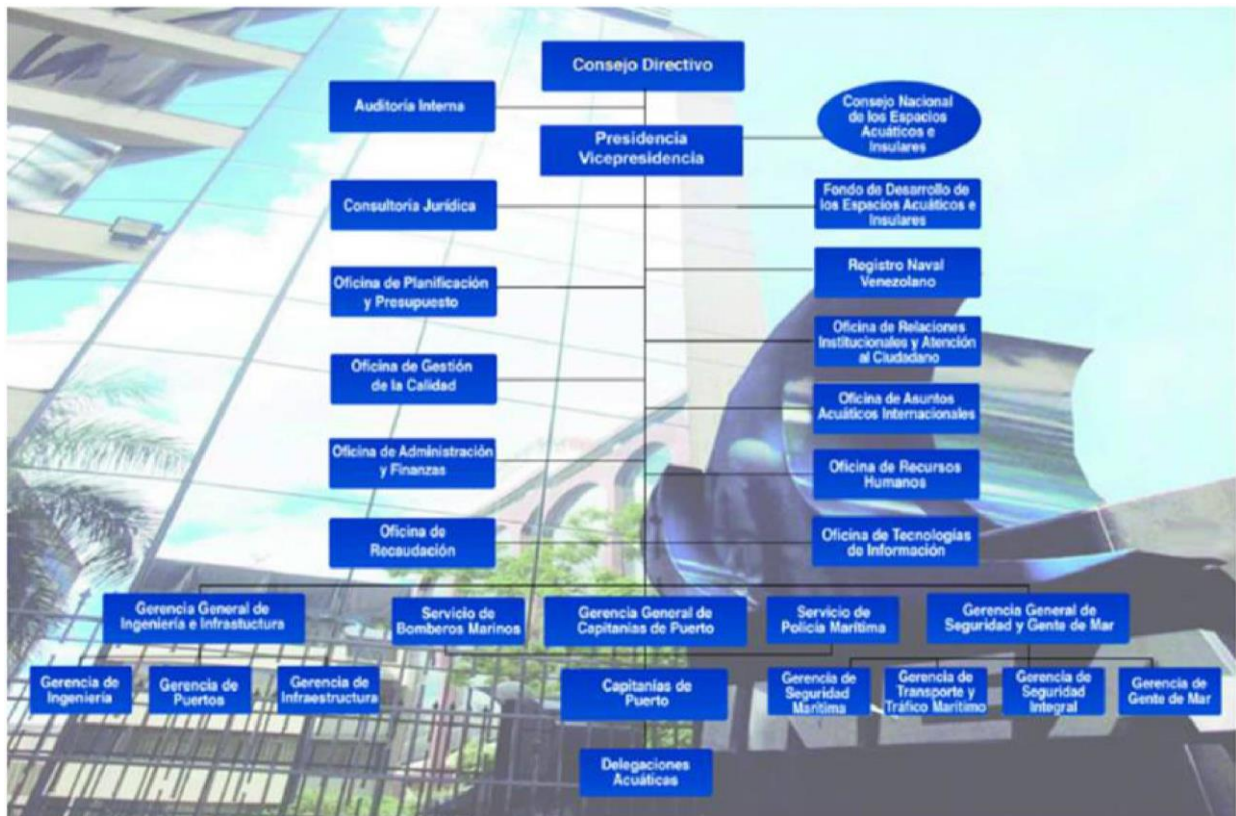 Consejo Directivo
Auditoría Interna
Consejo Nacional
de los Espacios
Acuáticos e
Insulares
Presidencia
Vicepresidencia
Consultoría Jurídica
Fondo de Desarrollo de
los Espacios Acuáticos e
Insulares
Registro Naval
Venezolano
Oficina de Planificación
y Presupuesto
Oficina de Relaciones
Institucionales y Atención
al Ciudadano
Oficina de Gestión
de la Calidad
Oficina de Asuntos
Acuáticos Internacionales
Oficina de Administración
y Finanzas
Oficina de Recursos
Humanos
Oficina de
Recaudación
Oficina de Tecnologías
de Información
Gerencia General de
Ingeniería e Infrastuctura
Servicio de
Bomberos Marinos
Gerencia General de
Capitanías de Puerto
Servicio de
Policía Marítima
Gerencia General de
Seguridad y Gente de Mar
Gerencia de
Ingeniería
Gerencia de
Puertos
Gerencia de
Infraestructura
Capitanías de
Puerto
Gerencia de
Seguridad
Marítima
Gerencia de
Transporte y
Tráfico Marítimo
Gerencia de
Seguridad
Integral
Gerencia de
Gente de Mar
Delegaciones
Acuáticas